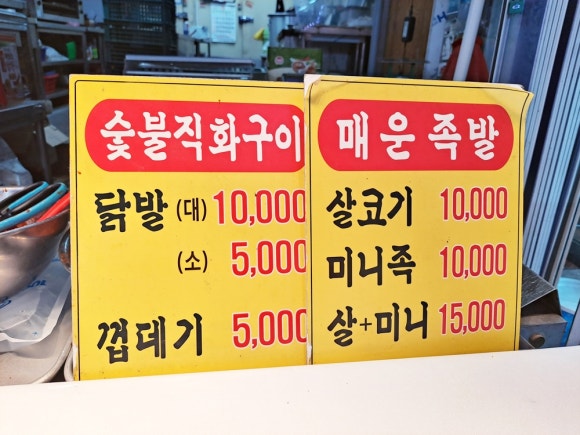 숯불직화구이
닭발 (대) 10,000
(소) 5,000
껍데기 5,000
매운족발
살코기 10,000
미니족 10,000
살+미니 15,000